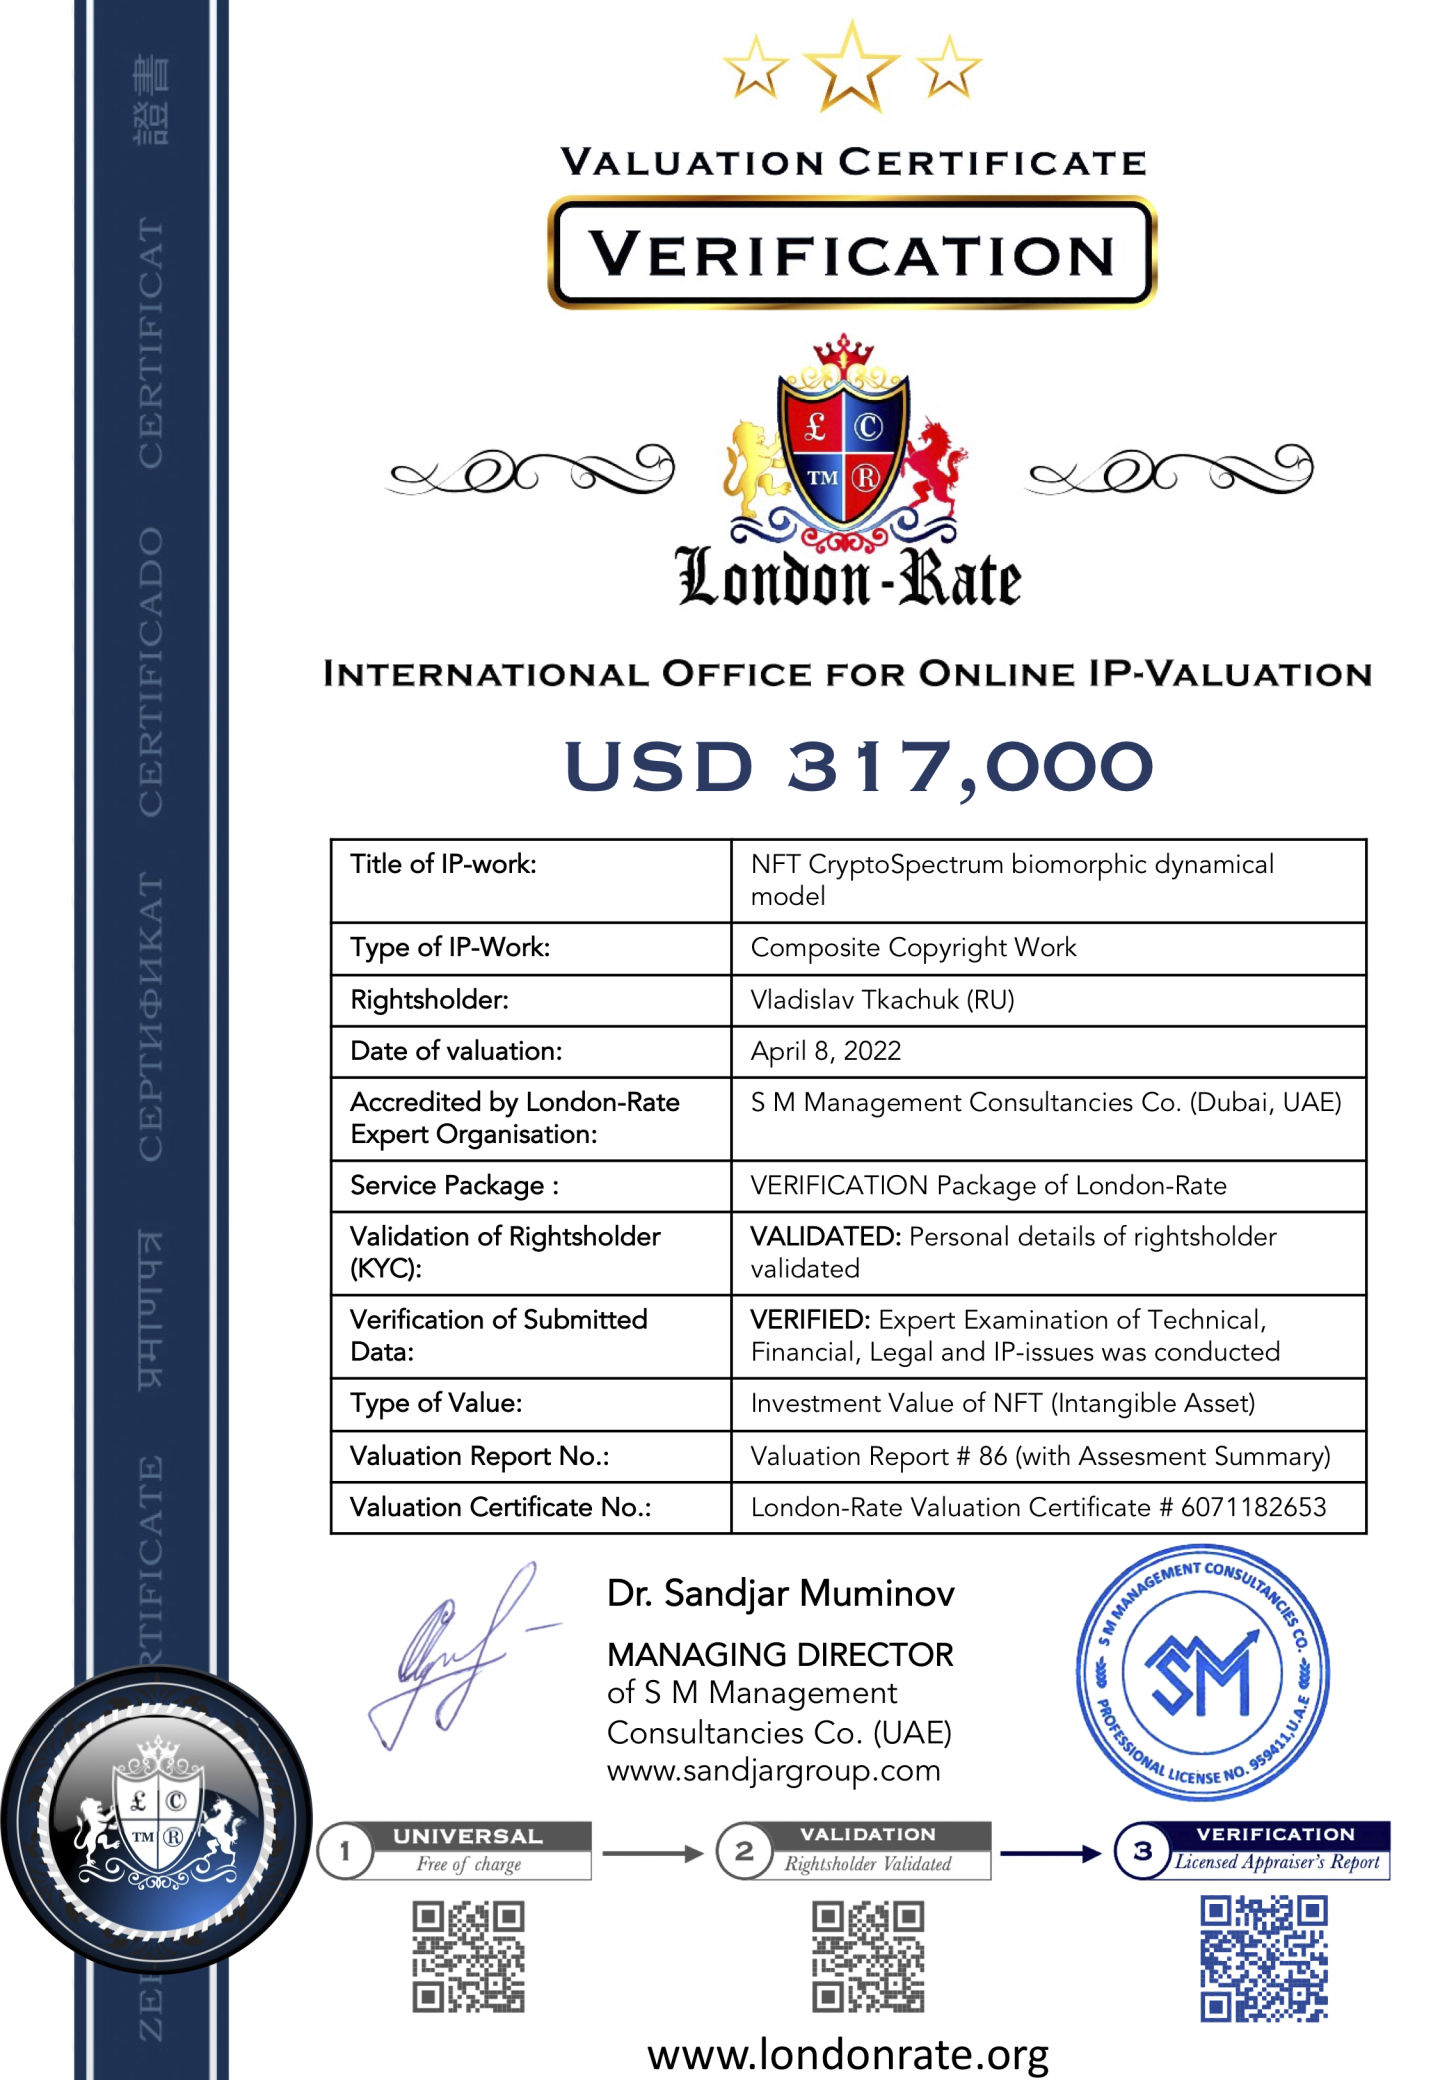 VALUATION CERTIFICATE
VERIFICATION
£ ©
TM ®
London-Rate
INTERNATIONAL OFFICE FOR ONLINE IP-VALUATION
USD 317,000
Title of IP-work: NFT CryptoSpectrum biomorphic dynamical
model
Type of IP-Work: Composite Copyright Work
Rightsholder: Vladislav Tkachuk (RU)
Date of valuation: April 8, 2022
Accredited by London-Rate S M Management Consultancies Co. (Dubai, UAE)
Expert Organisation:
Service Package : VERIFICATION Package of London-Rate
Validation of Rightsholder VALIDATED: Personal details of rightsholder
(KYC): validated
Verification of Submitted VERIFIED: Expert Examination of Technical,
Data: Financial, Legal and IP-issues was conducted
Type of Value: Investment Value of NFT (Intangible Asset)
Valuation Report No.: Valuation Report # 86 (with Assesment Summary)
Valuation Certificate No.: London-Rate Valuation Certificate # 6071182653
Dr. Sandjar Muminov
MANAGING DIRECTOR
of S M Management
Consultancies Co. (UAE)
www.sandjargroup.com
S M MANAGEMENT CONSULTANCIES CO.
SM
PROFESSIONAL LICENSE NO. 959411, U.A.E
1 UNIVERSAL
Free of charge
2 VALIDATION
Rightsholder Validated
3 VERIFICATION
Licensed Appraiser's Report
www.londonrate.org
證書
CERTIFICAT
CERTIFICADO
СЕРТИФИКАТ
प्रमाणपत्र
RTIFICATE
ZER
£ ©
TM ®